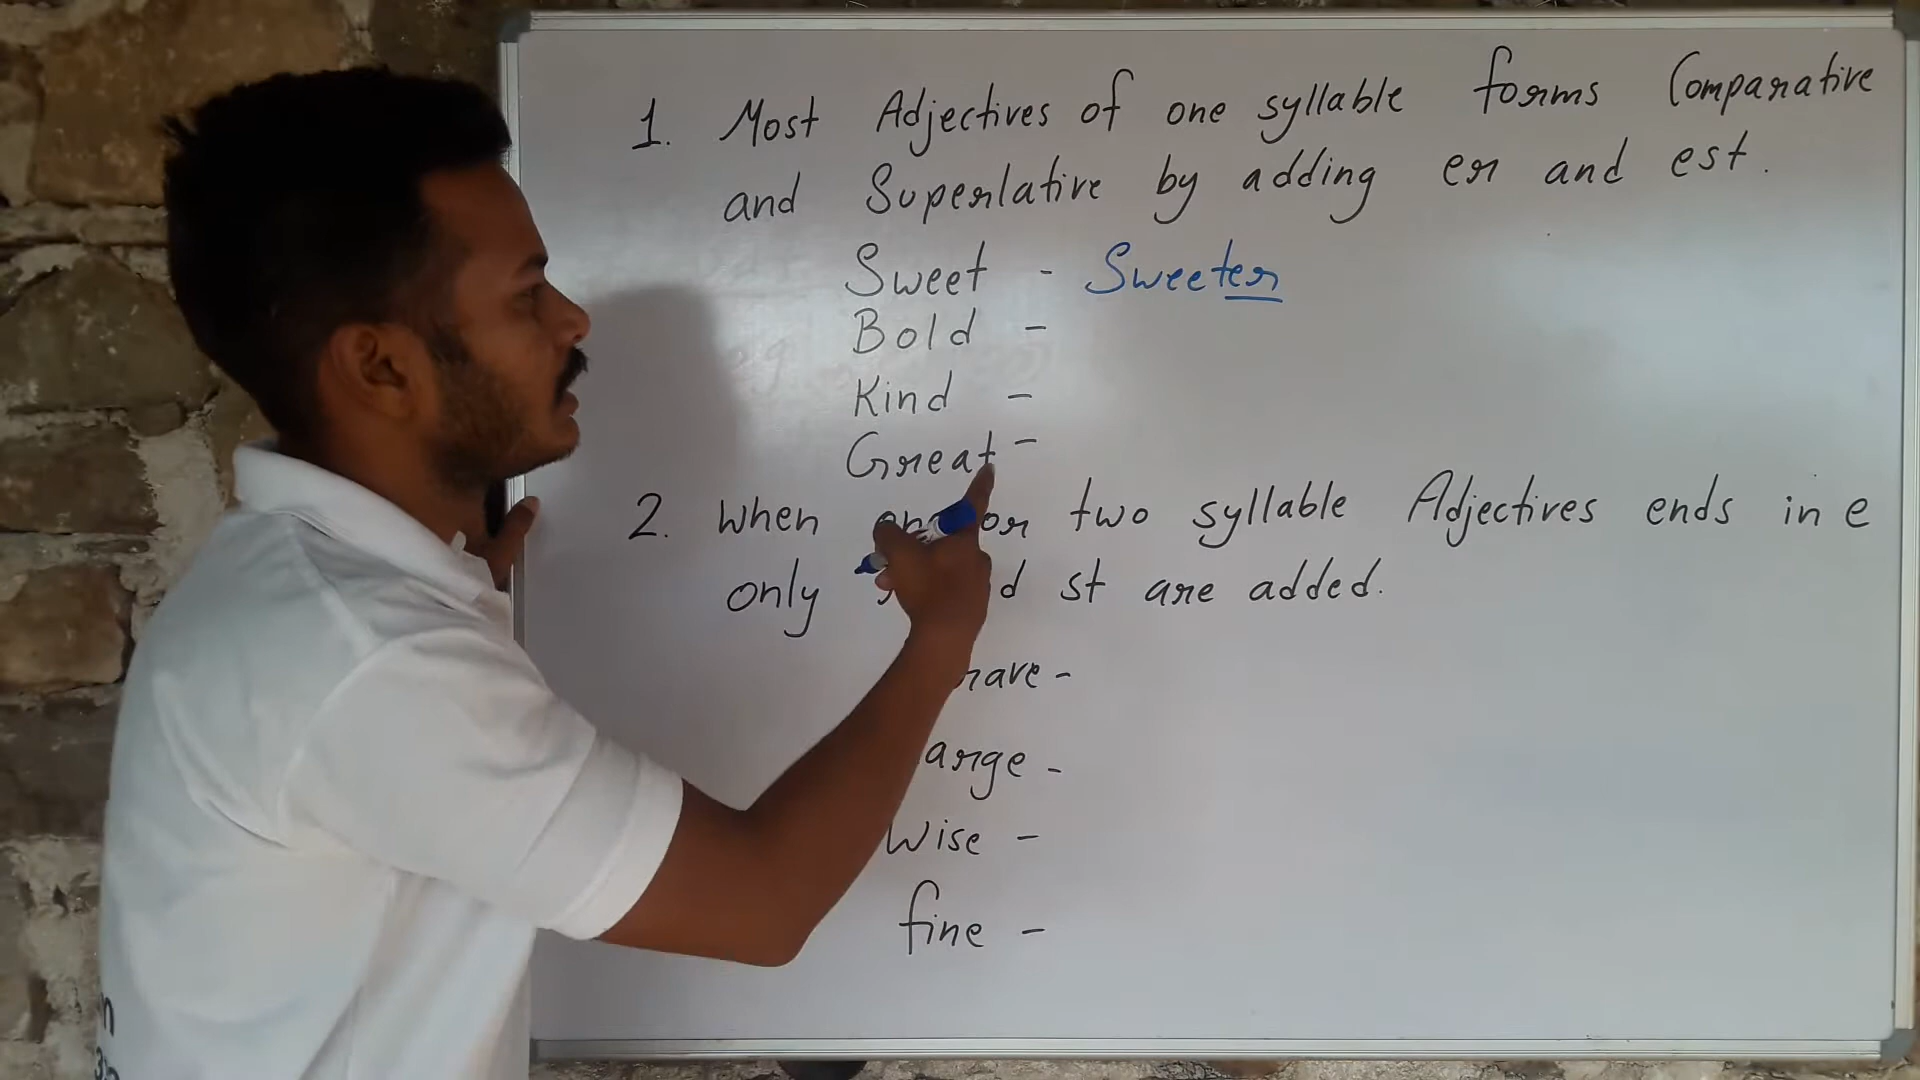 1. Most Adjectives of one syllable forms Comparative
and Superlative by adding er and est.
Sweet - Sweeter
Bold -
Kind -
Great -
2. When or two syllable Adjectives ends in e
only st are added.
Wise -
fine -